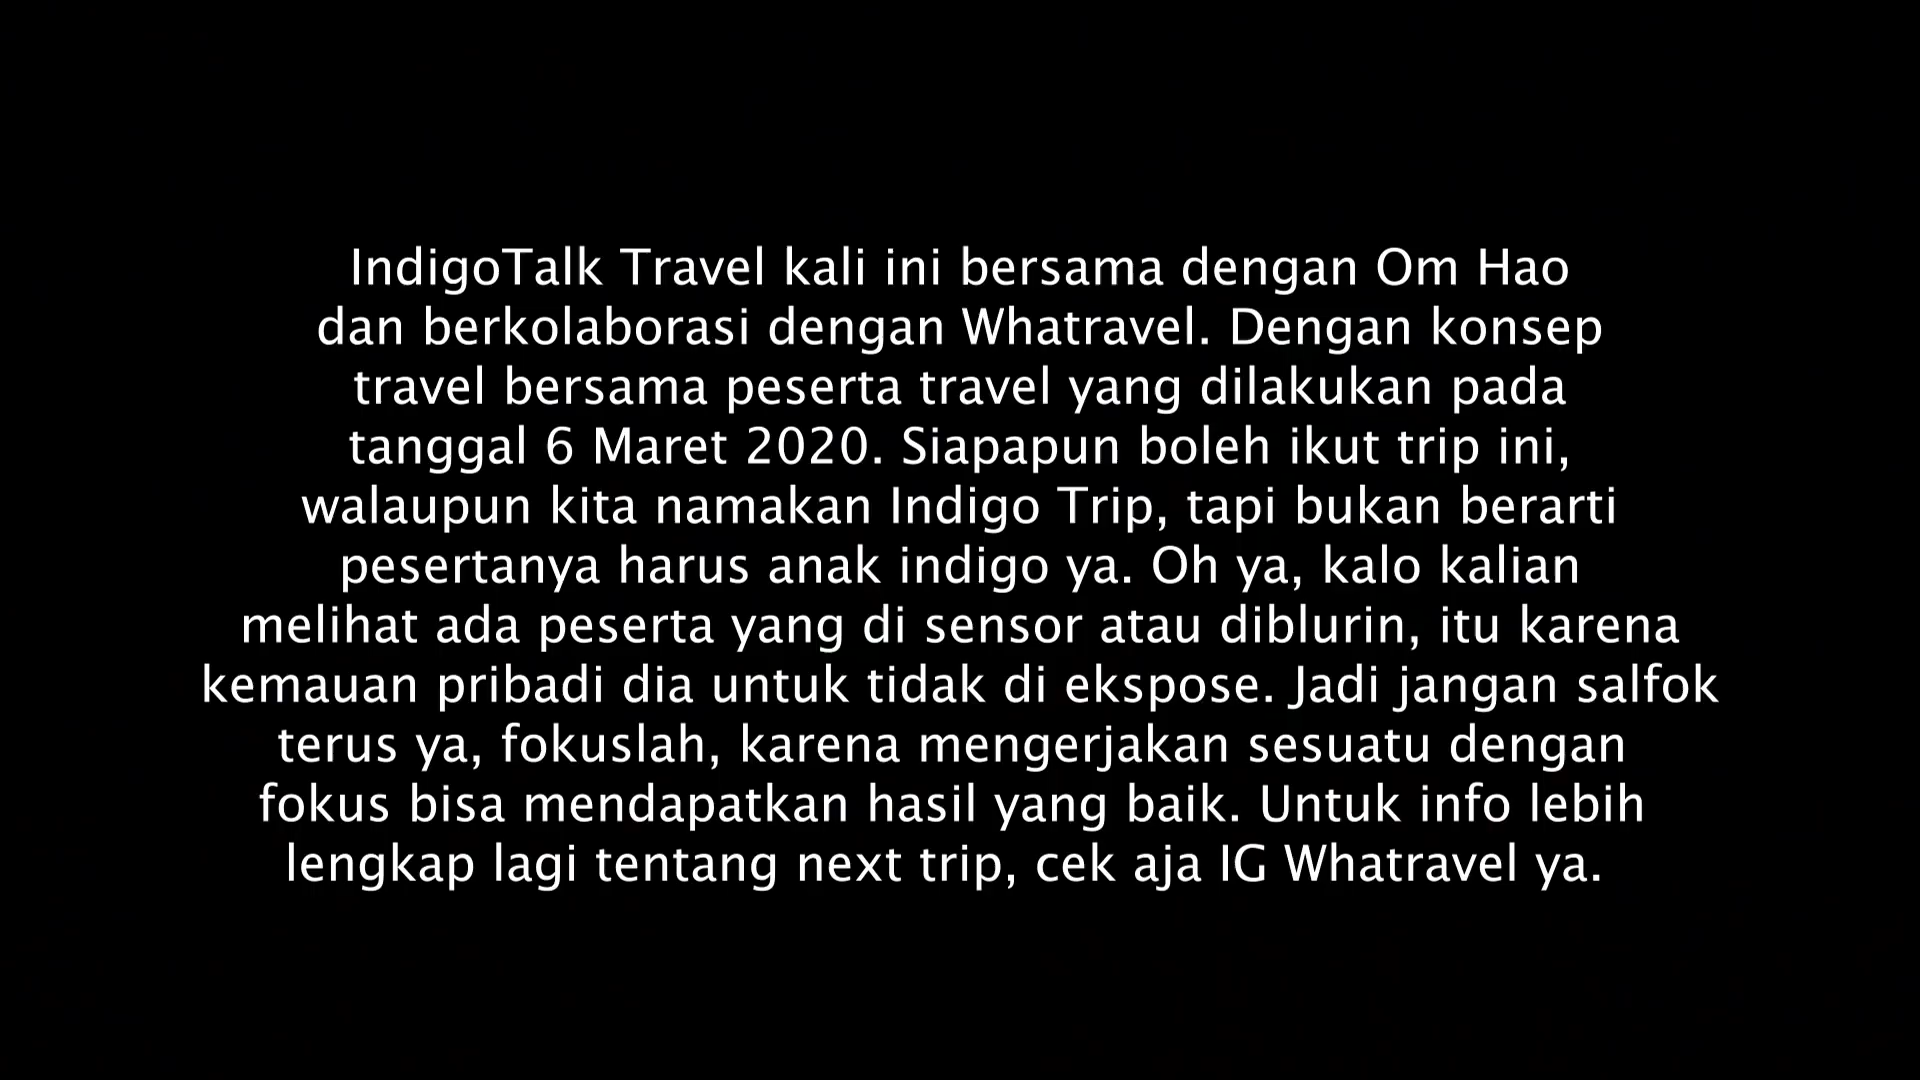 IndigoTalk Travel kali ini bersama dengan Om Hao
dan berkolaborasi dengan Whatravel. Dengan konsep
travel bersama peserta travel yang dilakukan pada
tanggal 6 Maret 2020. Siapapun boleh ikut trip ini,
walaupun kita namakan Indigo Trip, tapi bukan berarti
pesertanya harus anak indigo ya. Oh ya, kalo kalian
melihat ada peserta yang di sensor atau diblurin, itu karena
kemauan pribadi dia untuk tidak di ekspose. Jadi jangan salfok
terus ya, fokuslah, karena mengerjakan sesuatu dengan
fokus bisa mendapatkan hasil yang baik. Untuk info lebih
lengkap lagi tentang next trip, cek aja IG Whatravel ya.